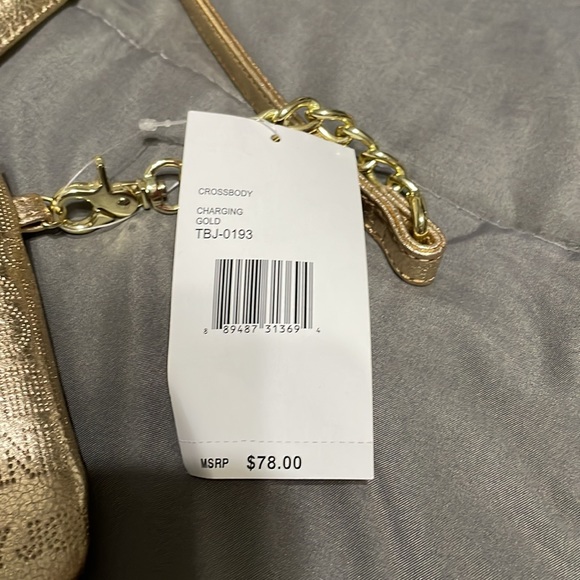 CROSSBODY
CHARGING
GOLD
TBJ-0193
8 89487 31369 4
MSRP $78.00